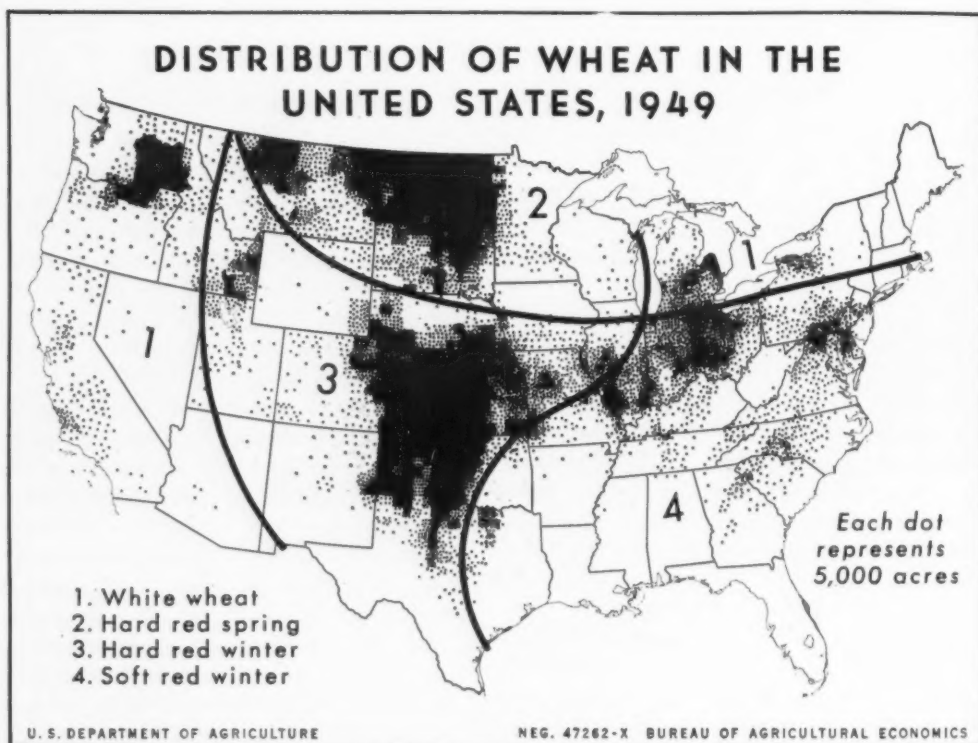 DISTRIBUTION OF WHEAT IN THE
UNITED STATES, 1949
2
1
1
3
4
Each dot
represents
5,000 acres
1. White wheat
2. Hard red spring
3. Hard red winter
4. Soft red winter
U. S. DEPARTMENT OF AGRICULTURE
NEG. 47262-X BUREAU OF AGRICULTURAL ECONOMICS